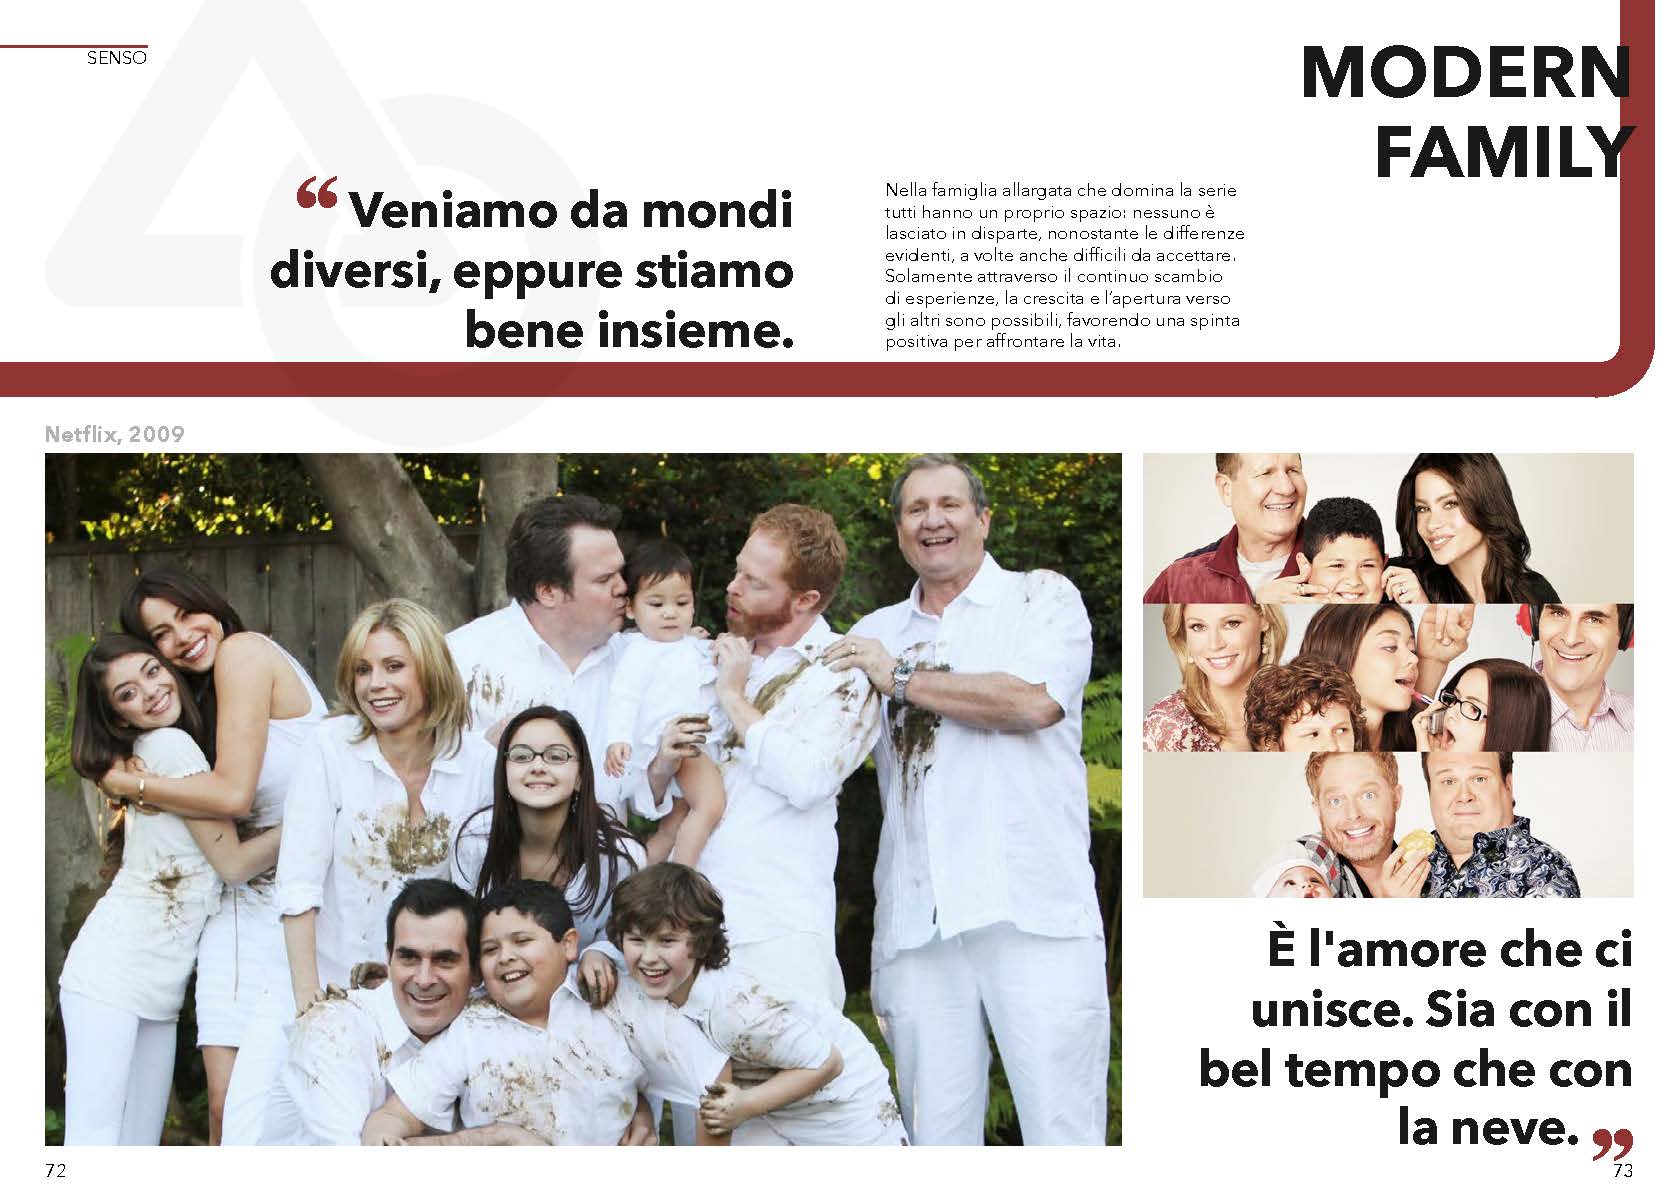 SENSO
MODERN
FAMILY
“ Veniamo da mondi
diversi, eppure stiamo
bene insieme.
Nella famiglia allargata che domina la serie
tutti hanno un proprio spazio: nessuno è
lasciato in disparte, nonostante le differenze
evidenti, a volte anche difficili da accettare.
Solamente attraverso il continuo scambio
di esperienze, la crescita e l’apertura verso
gli altri sono possibili, favorendo una spinta
positiva per affrontare la vita.
Netflix, 2009
È l'amore che ci
unisce. Sia con il
bel tempo che con
la neve. ”
72
73